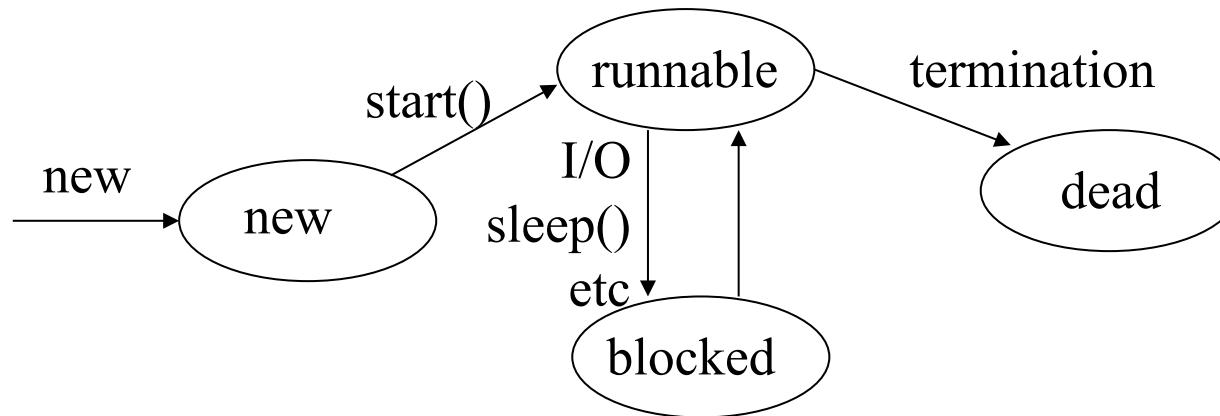 new
new
start()
runnable
I/O
sleep()
etc
blocked
termination
dead